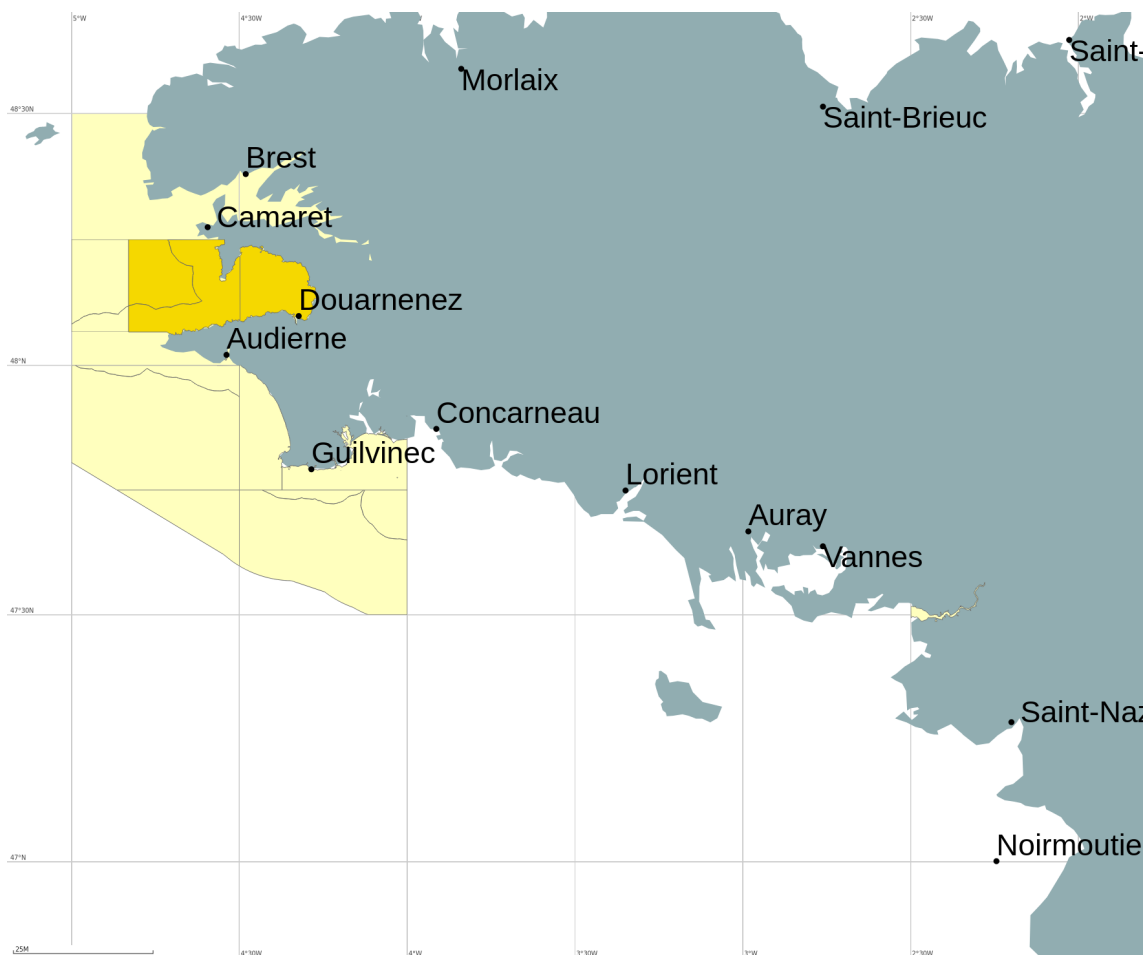 5°W
4°30W
2°30W
2°W
Saint-
Morlaix
48°30N
Saint-Brieuc
Brest
Camaret
Douarnenez
Audierne
48°N
Concarneau
Guilvinec
Lorient
Auray
Vannes
47°30N
Saint-Naz
Noirmoutie
47°N
25M
4°30W
4°W
3°30W
3°W
2°30W